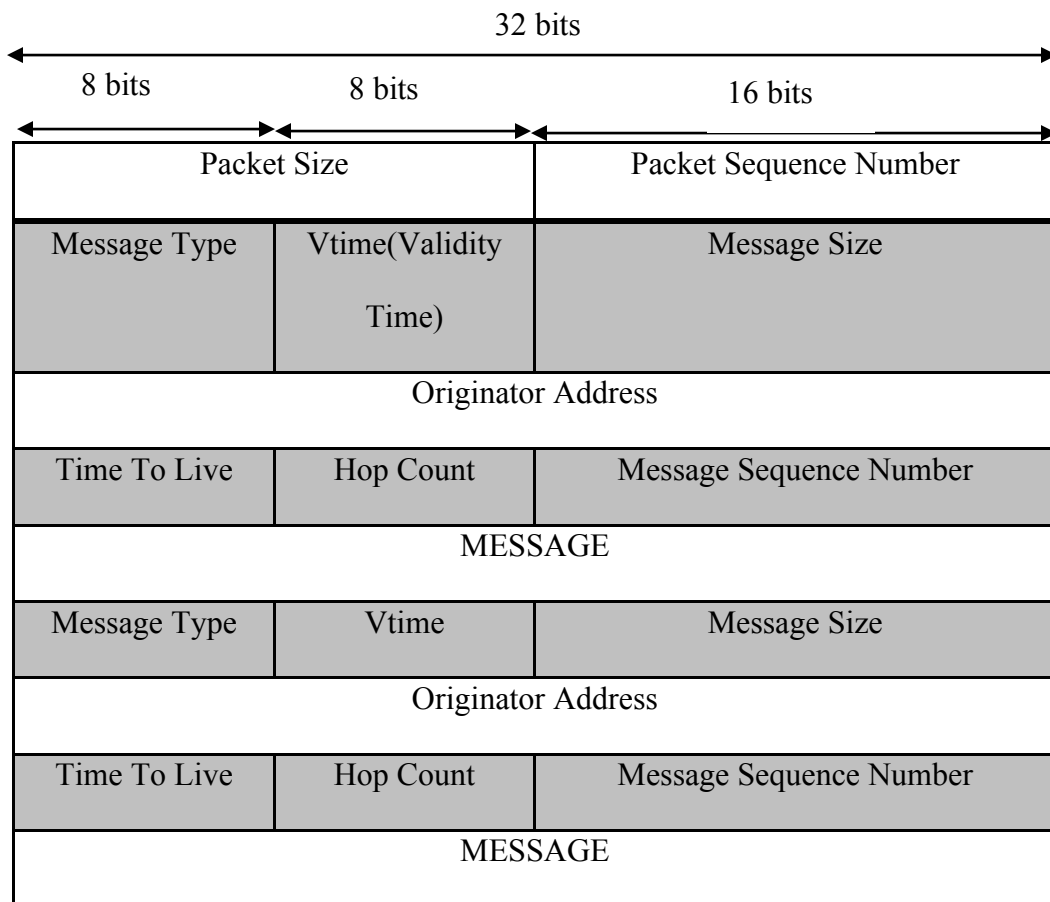 32 bits
8 bits 8 bits 16 bits
Packet Size Packet Sequence Number
Message Type Vtime(Validity Time) Message Size
Originator Address
Time To Live Hop Count Message Sequence Number
MESSAGE
Message Type Vtime Message Size
Originator Address
Time To Live Hop Count Message Sequence Number
MESSAGE